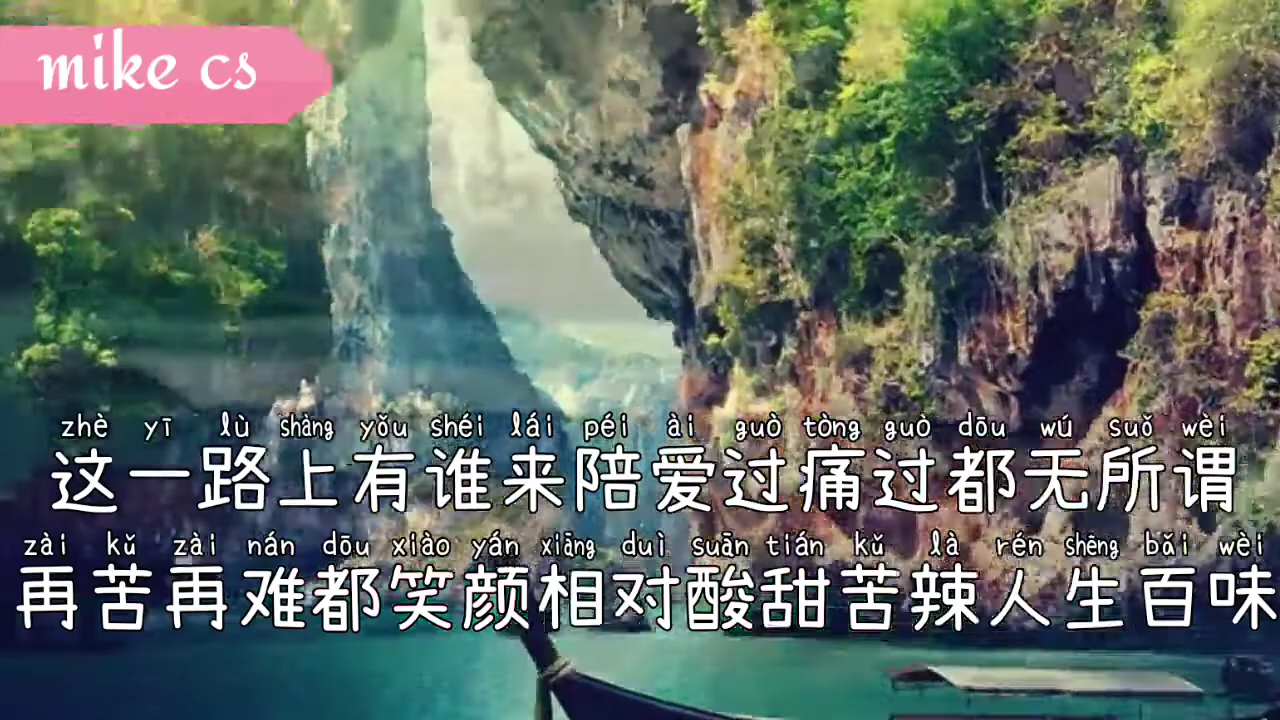 mike cs
zhè yī lù shàng yǒu shéi lái péi ài guò tòng guò dōu wú suǒ wèi
这一路上有谁来陪爱过痛过都无所谓
zài kǔ zài nán dōu xiào yán xiāng duì suān tián kǔ là rén shēng bǎi wèi
再苦再难都笑颜相对酸甜苦辣人生百味